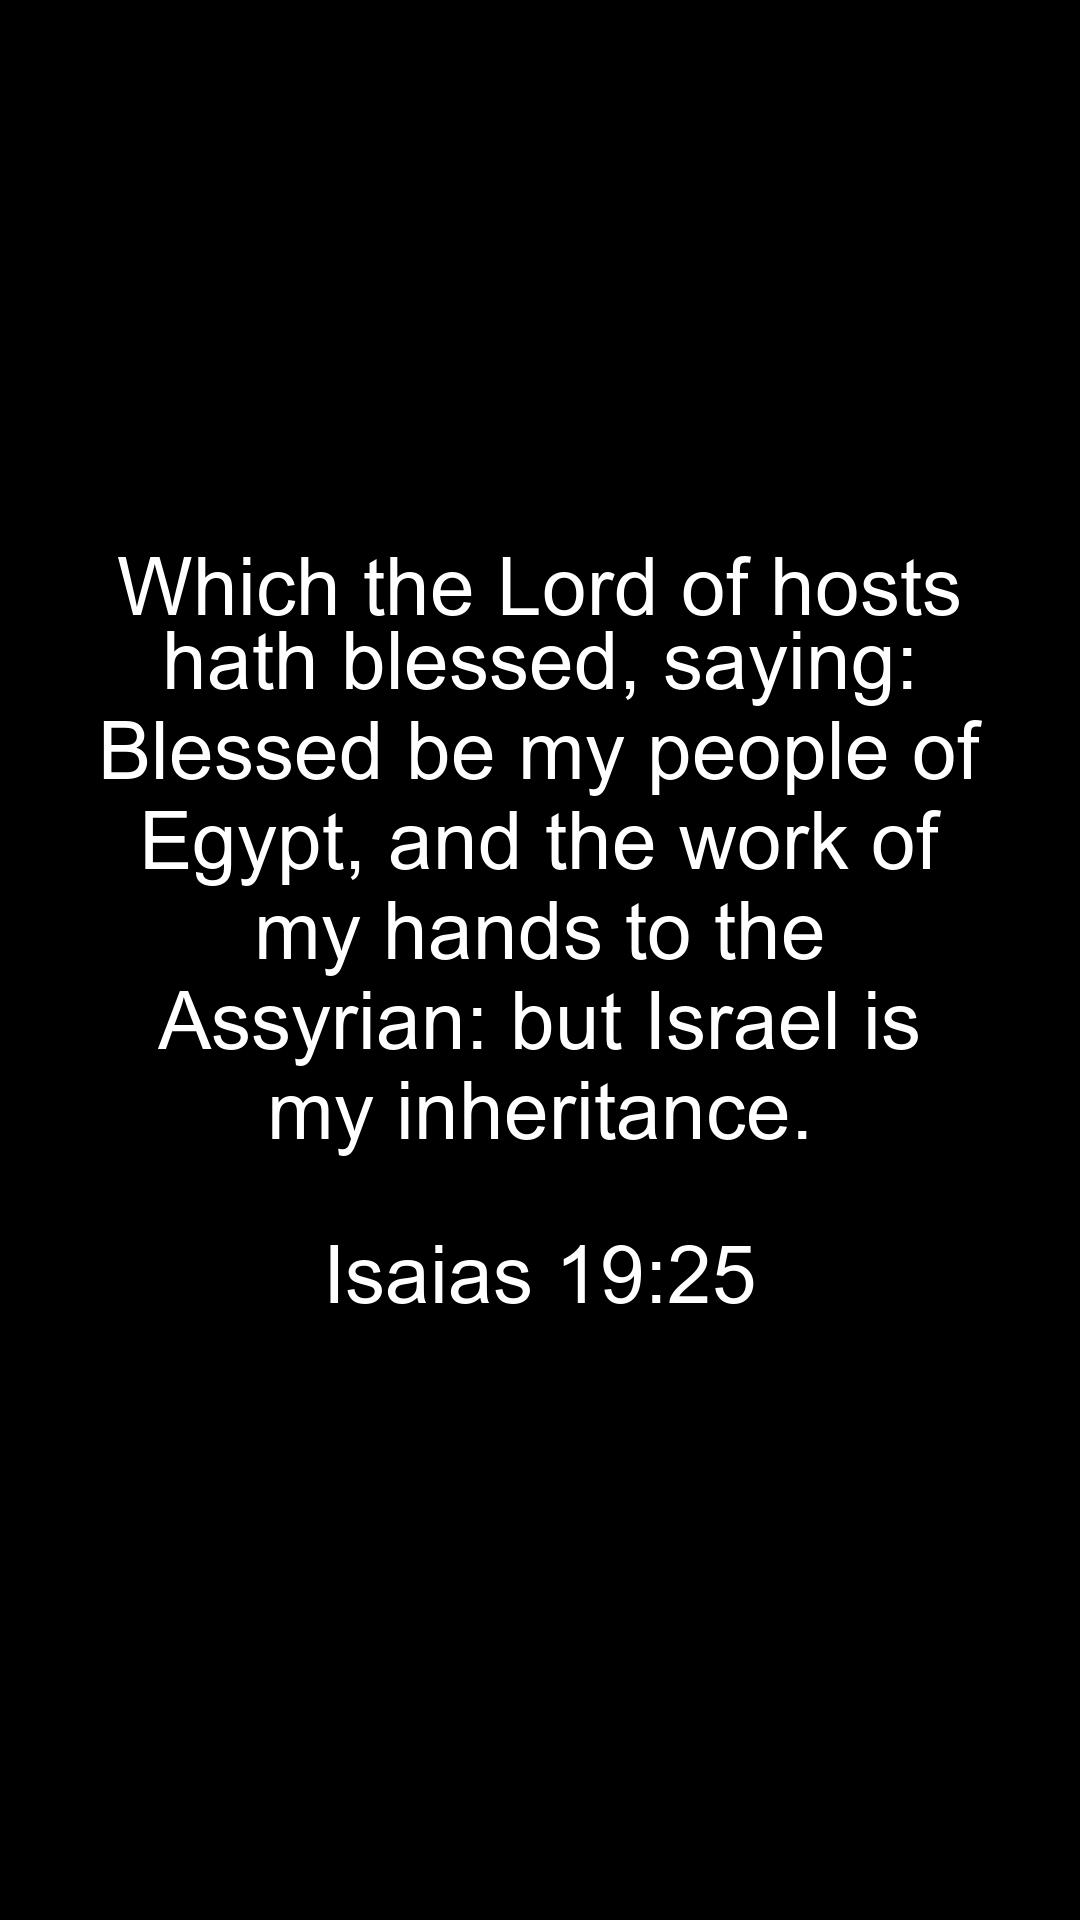 Which the Lord of hosts
hath blessed, saying:
Blessed be my people of
Egypt, and the work of
my hands to the
Assyrian: but Israel is
my inheritance.
Isaias 19:25